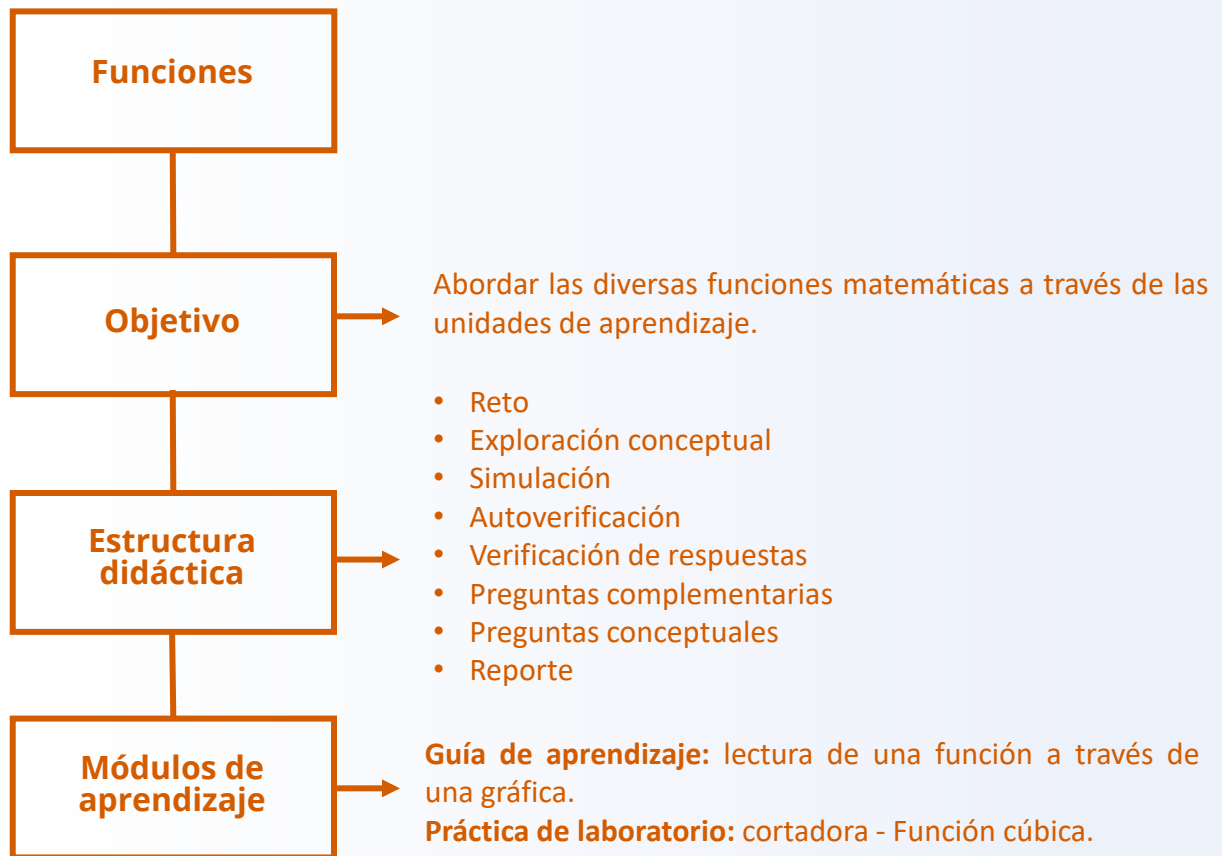 Funciones
Objetivo
Abordar las diversas funciones matemáticas a través de las
unidades de aprendizaje.
Estructura
didáctica
• Reto
• Exploración conceptual
• Simulación
• Autoverificación
• Verificación de respuestas
• Preguntas complementarias
• Preguntas conceptuales
• Reporte
Módulos de
aprendizaje
Guía de aprendizaje: lectura de una función a través de
una gráfica.
Práctica de laboratorio: cortadora - Función cúbica.